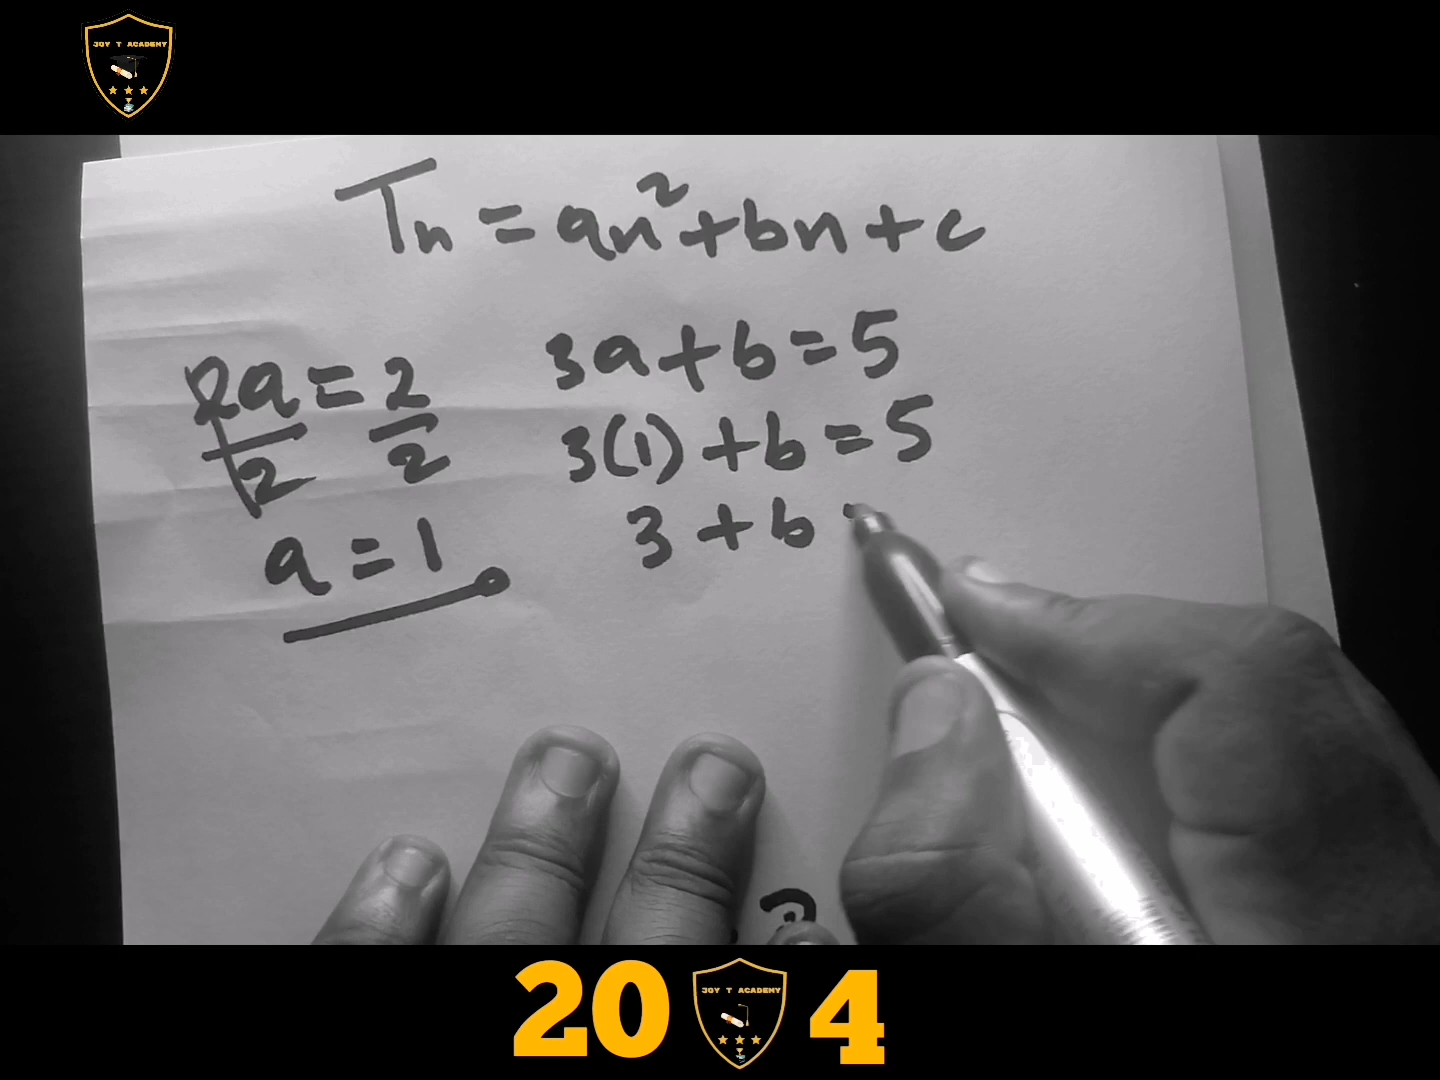 JOY T ACADEMY
Tn = an² + bn + c
2a = 2
2 2
a = 1
3a + b = 5
3(1) + b = 5
3 + b
20 4
JOY T ACADEMY